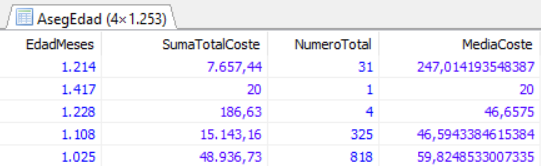 AsegEdad (4×1.253)
EdadMeses SumaTotalCoste NumeroTotal MediaCoste
1.214 7.657,44 31 247,014193548387
1.417 20 1 20
1.228 186,63 4 46,6575
1.108 15.143,16 325 46,5943384615384
1.025 48.936,73 818 59,8248533007335